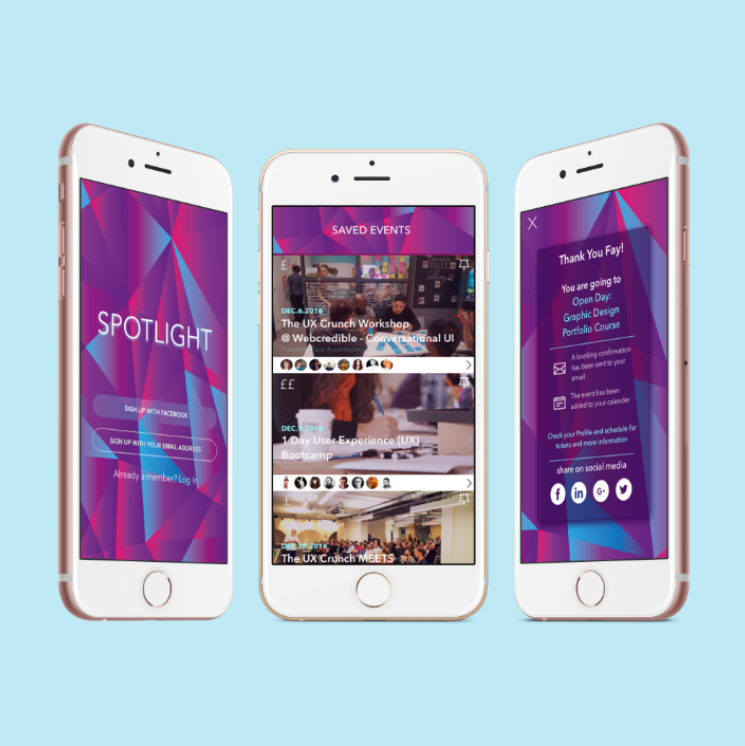 SPOTLIGHT
SIGN UP WITH FACEBOOK
SIGN UP WITH YOUR EMAIL ADDRESS
Already a member? Log In
SAVED EVENTS
£
DEC.6.2016
The UX Crunch Workshop
@ Webcredible - Conversational UI
££
DEC.9.2016
1 Day User Experience (UX)
Bootcamp
£
DEC.20.2016
The UX Crunch MEETS
X
Thank You Fay!
You are going to
Open Day:
Graphic Design
Portfolio Course
A booking confirmation
has been sent to your
email
The event has been
added to your calender
Check your Profile and schedule for
tickets and more information
share on social media
f
in
G+